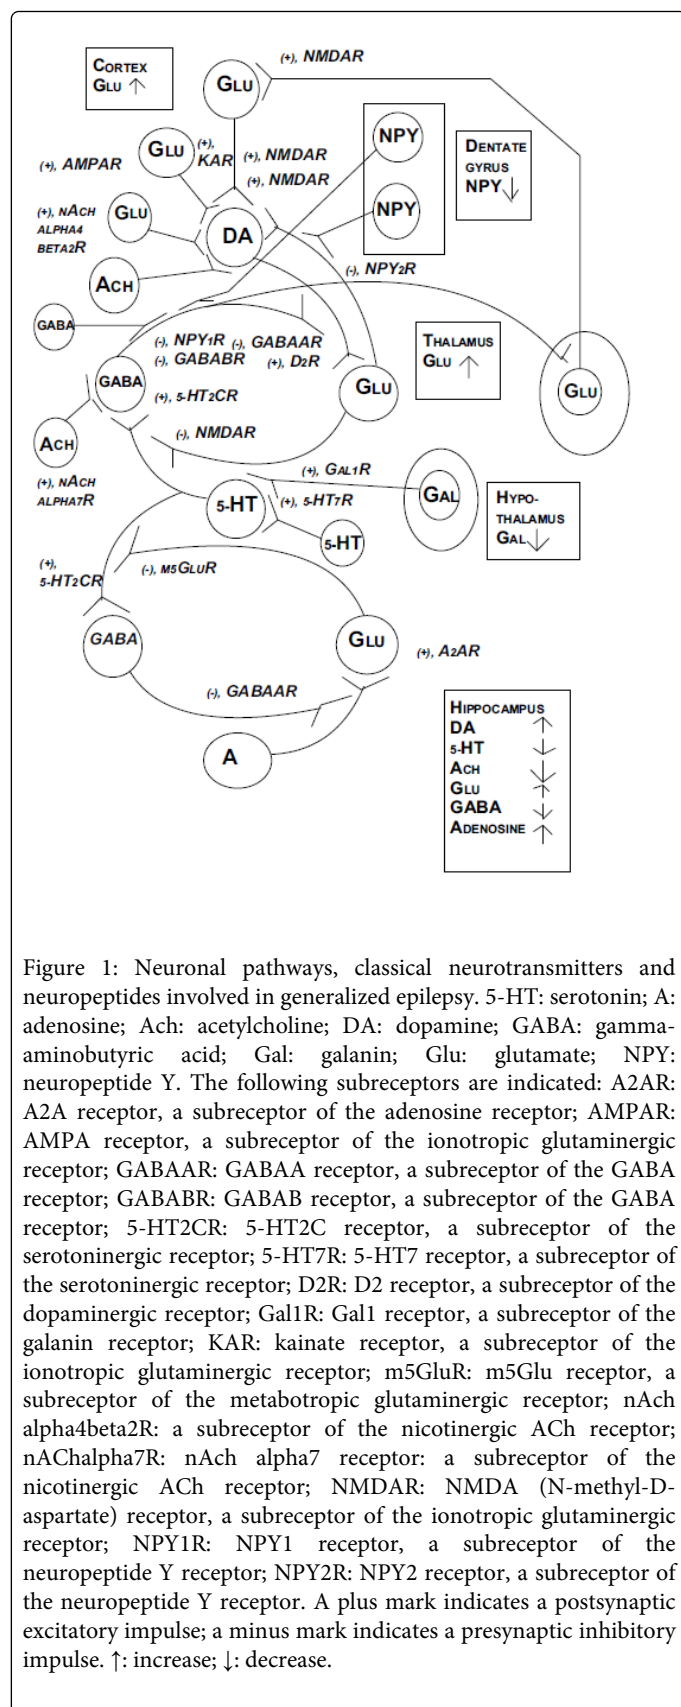 (+), NMDAR
CORTEX
GLU ↑
GLU
NPY
DENTATE
GYRUS
NPY ↓
(+), AMPAR
GLU
(+),
KAR
(+), NMDAR
(+), NMDAR
NPY
(+), NACH
ALPHA4
BETA2R
GLU
DA
(-), NPY2R
ACH
GABA
(-), NPY1R (-), GABAAR
(-), GABABR (+), D2R
THALAMUS
GLU ↑
GABA
GLU
GLU
(+), 5-HT2CR
(-), NMDAR
ACH
(+), NACH
ALPHA7R
(+), GAL1R
5-HT
(+), 5-HT7R
GAL
HYPO-
THALAMUS
GAL ↓
5-HT
(+),
5-HT2CR
(-), M5GLUR
GABA
GLU
(+), A2AR
(-), GABAAR
A
HIPPOCAMPUS
DA ↑
5-HT ↓
ACH ↓
GLU ↑
GABA ↓
ADENOSINE ↑
Figure 1: Neuronal pathways, classical neurotransmitters and
neuropeptides involved in generalized epilepsy. 5-HT: serotonin; A:
adenosine; Ach: acetylcholine; DA: dopamine; GABA: gamma-
aminobutyric acid; Gal: galanin; Glu: glutamate; NPY:
neuropeptide Y. The following subreceptors are indicated: A2AR:
A2A receptor, a subreceptor of the adenosine receptor; AMPAR:
AMPA receptor, a subreceptor of the ionotropic glutaminergic
receptor; GABAAR: GABAA receptor, a subreceptor of the GABA
receptor; GABABR: GABAB receptor, a subreceptor of the GABA
receptor; 5-HT2CR: 5-HT2C receptor, a subreceptor of the
serotoninergic receptor; 5-HT7R: 5-HT7 receptor, a subreceptor of
the serotoninergic receptor; D2R: D2 receptor, a subreceptor of the
dopaminergic receptor; Gal1R: Gal1 receptor, a subreceptor of the
galanin receptor; KAR: kainate receptor, a subreceptor of the
ionotropic glutaminergic receptor; m5GluR: m5Glu receptor, a
subreceptor of the metabotropic glutaminergic receptor; nAch
alpha4beta2R: a subreceptor of the nicotinergic ACh receptor;
nAChalpha7R: nAch alpha7 receptor: a subreceptor of the
nicotinergic ACh receptor; NMDAR: NMDA (N-methyl-D-
aspartate) receptor, a subreceptor of the ionotropic glutaminergic
receptor; NPY1R: NPY1 receptor, a subreceptor of the
neuropeptide Y receptor; NPY2R: NPY2 receptor, a subreceptor of
the neuropeptide Y receptor. A plus mark indicates a postsynaptic
excitatory impulse; a minus mark indicates a presynaptic inhibitory
impulse. ↑: increase; ↓: decrease.